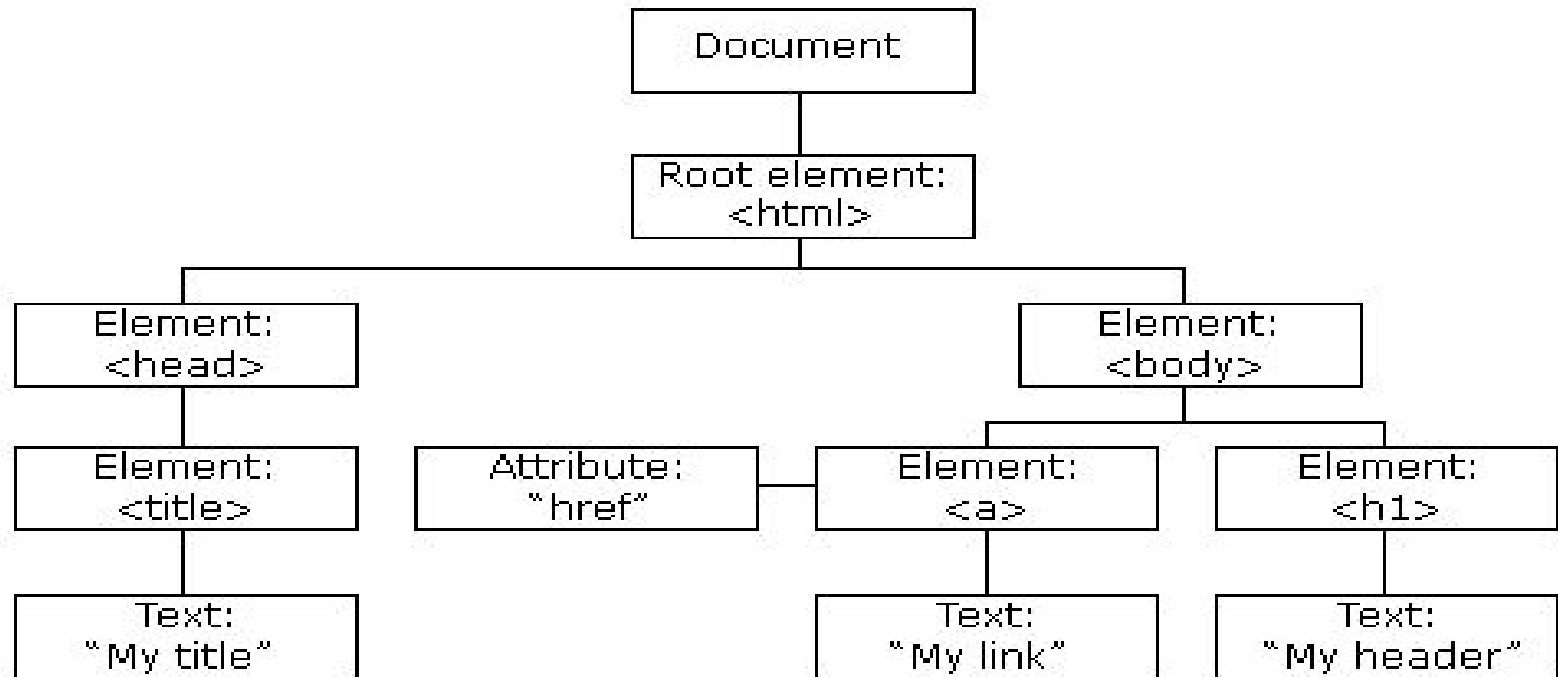 Document
Root element:
<html>
Element:
<head>
Element:
<body>
Element:
<title>
Attribute:
“href”
Element:
<a>
Element:
<h1>
Text:
“My title”
Text:
“My link”
Text:
“My header”